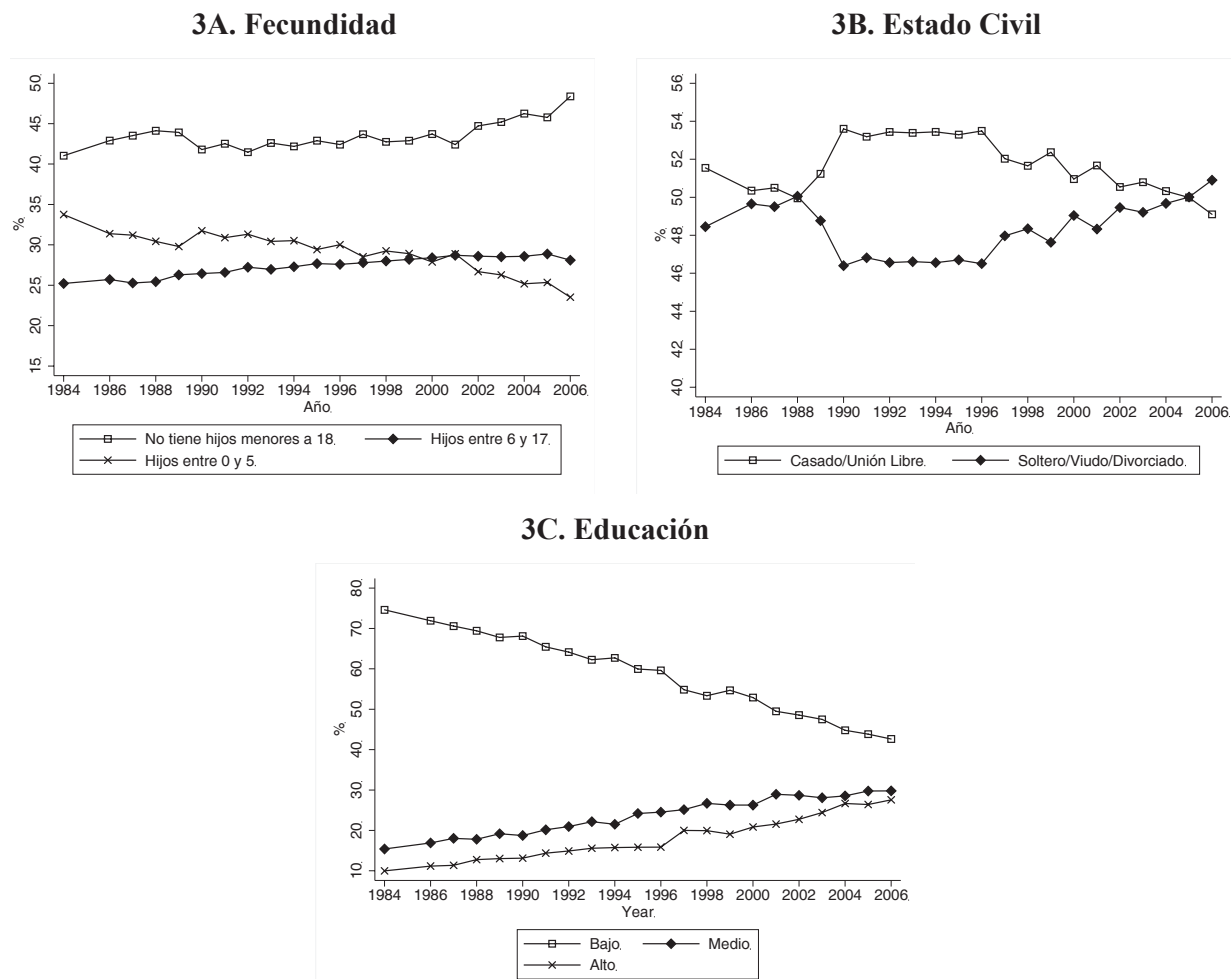 3A. Fecundidad
50.
45.
40.
35.
30.
25.
20.
15.
%.
1984 1986 1988 1990 1992 1994 1996 1998 2000 2002 2004 2006.
Año.
No tiene hijos menores a 18. Hijos entre 6 y 17.
Hijos entre 0 y 5.
3B. Estado Civil
56.
54.
52.
50.
48.
46.
44.
42.
40.
%.
1984 1986 1988 1990 1992 1994 1996 1998 2000 2002 2004 2006.
Año.
Casado/Unión Libre. Soltero/Viudo/Divorciado.
3C. Educación
80.
70.
60.
50.
40.
30.
20.
10.
%.
1984 1986 1988 1990 1992 1994 1996 1998 2000 2002 2004 2006.
Year.
Bajo. Medio.
Alto.